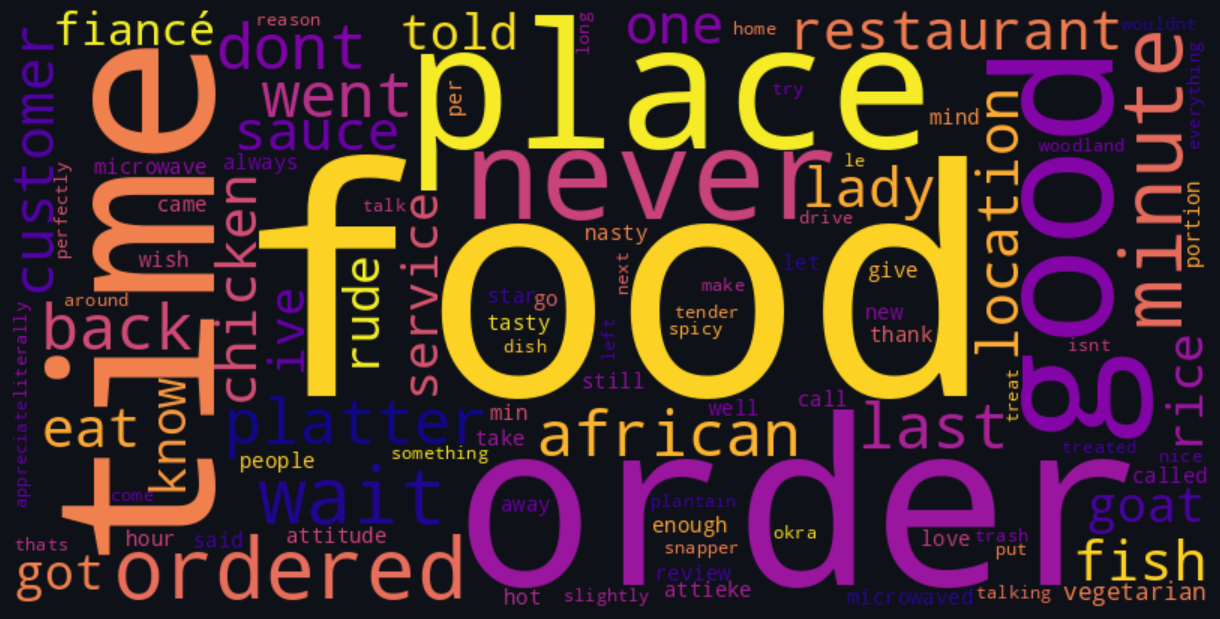 fiancé
reason
dont
told
place
long
one
home
restaurant
wouldnt
customer
time
went
per
try
mind
good
minute
everything
sauce
microwave
always
never
le
lady
location
woodland
perfectly
came
chicken
talk
service
drive
portion
wish
nasty
food
around
back
ive
rude
star
go
tasty
dish
next
left
let
make
tender
spicy
give
new
thank
isnt
appreciate
literally
still
treat
rice
eat
know
platter
min
take
african
well
call
last
order
treated
nice
called
people
something
come
wait
away
plantain
enough
snapper
okra
goat
thats
hour
said
attitude
love
trash
put
got
ordered
review
attieke
hot
slightly
microwaved
talking
fish
vegetarian